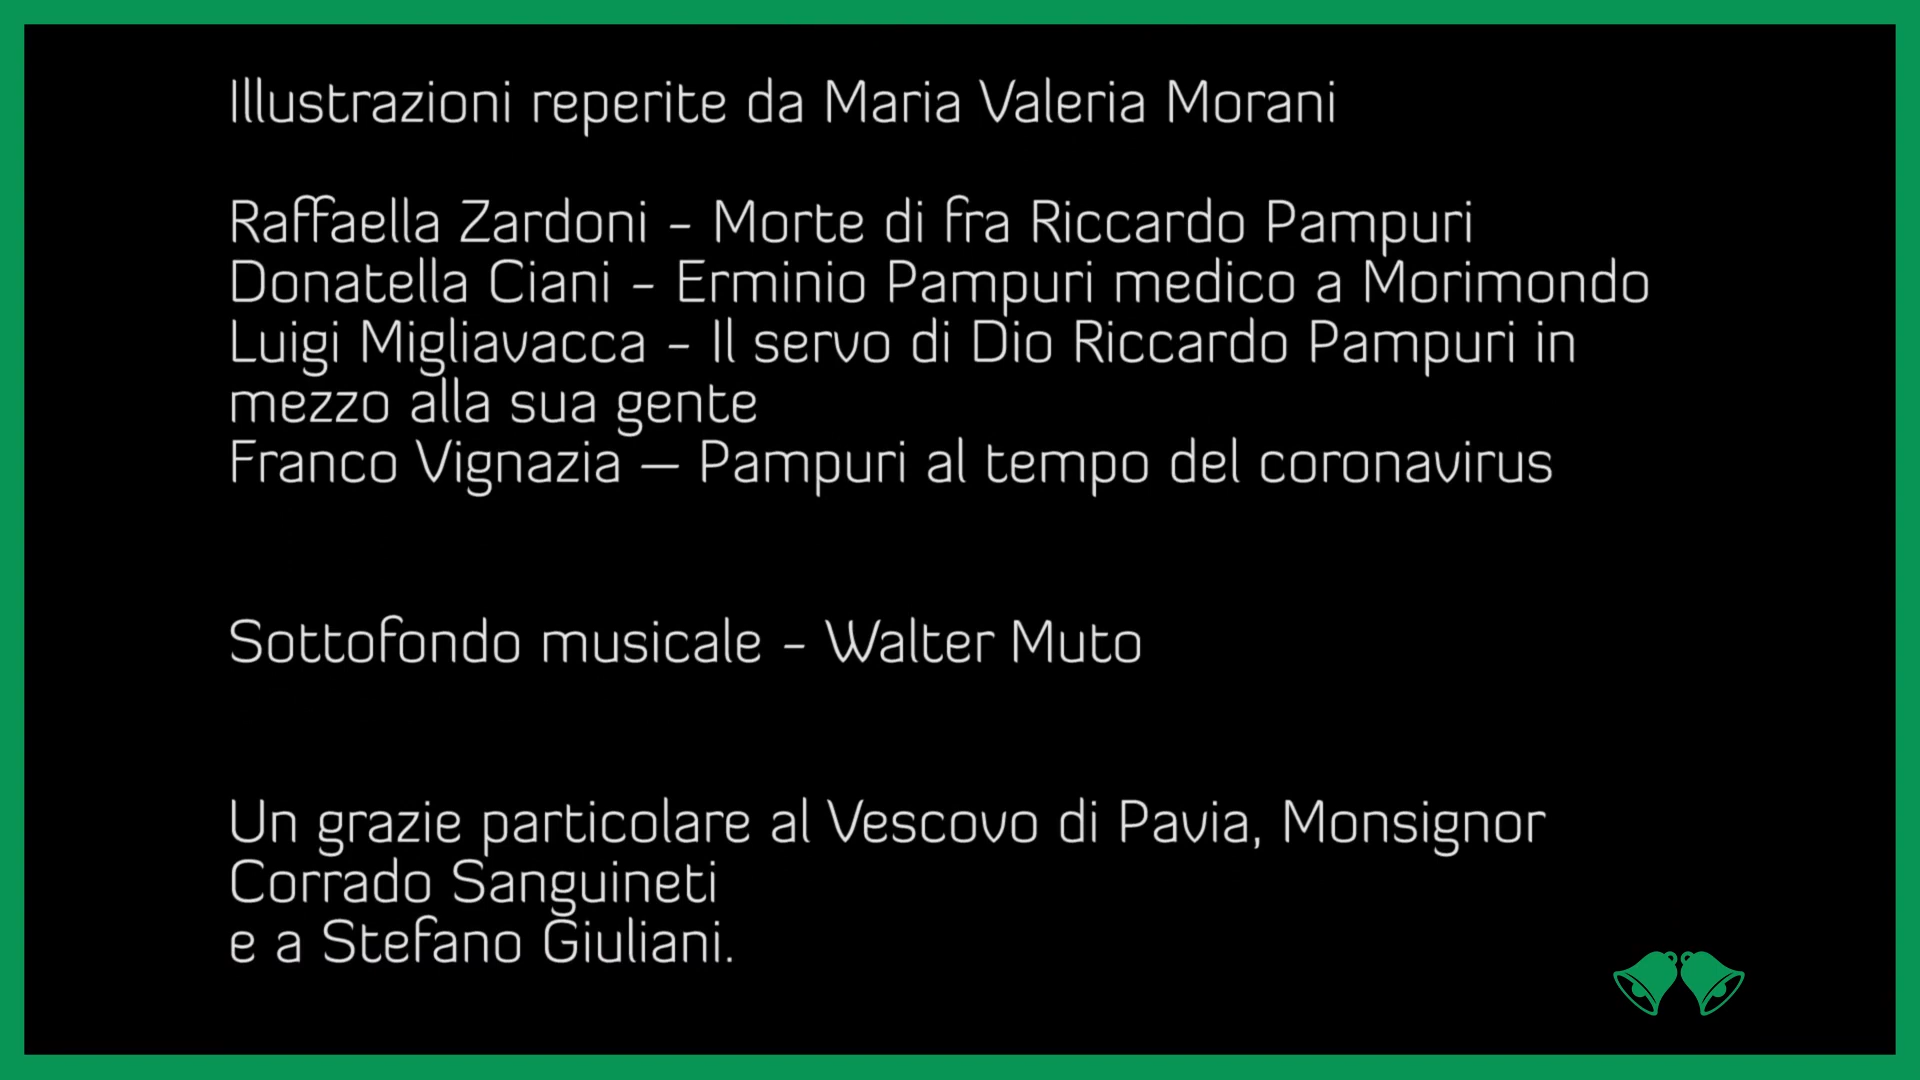 Illustrazioni reperite da Maria Valeria Morani
Raffaella Zardoni - Morte di fra Riccardo Pampuri
Donatella Ciani - Erminio Pampuri medico a Morimondo
Luigi Migliavacca - Il servo di Dio Riccardo Pampuri in
mezzo alla sua gente
Franco Vignazia — Pampuri al tempo del coronavirus
Sottofondo musicale - Walter Muto
Un grazie particolare al Vescovo di Pavia, Monsignor
Corrado Sanguineti
e a Stefano Giuliani.